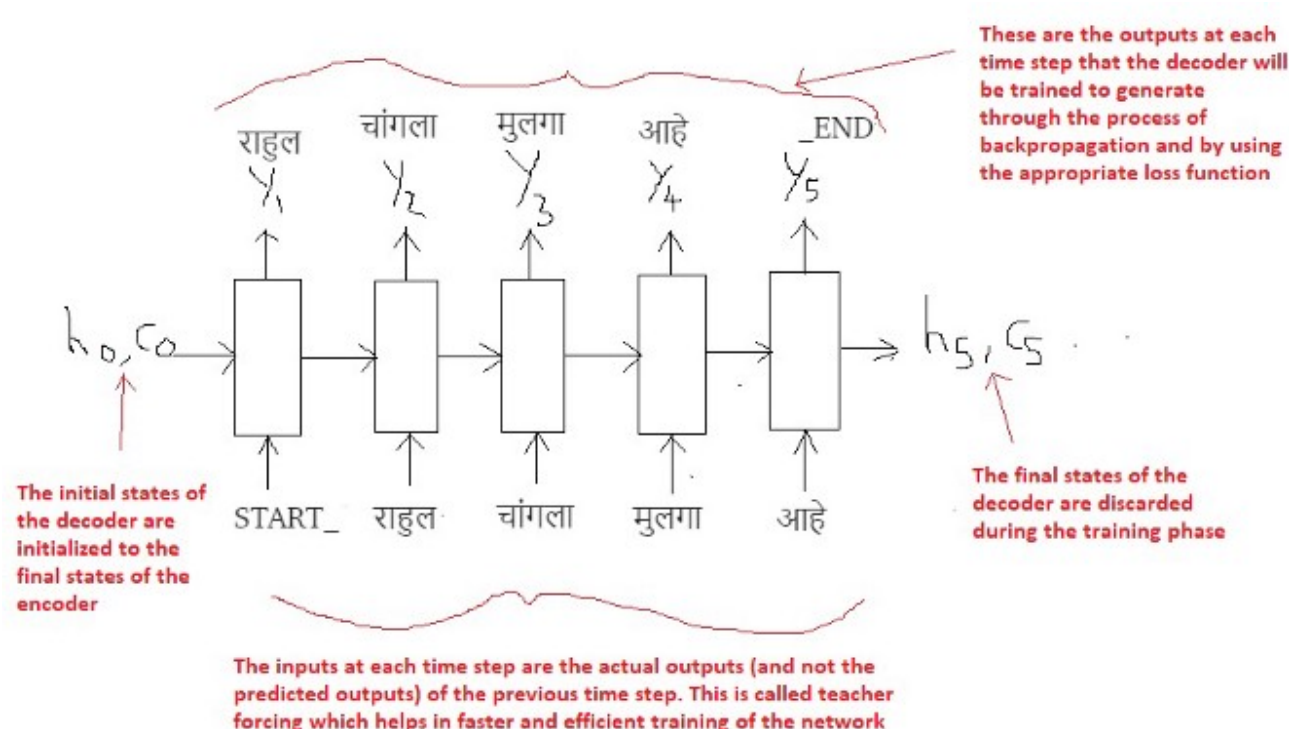 These are the outputs at each
time step that the decoder will
be trained to generate
through the process of
backpropagation and by using
the appropriate loss function
राहुल चांगला मुलगा आहे _END
Y1 Y2 Y3 Y4 Y5
h0, c0
h5, c5
The initial states of
the decoder are
initialized to the
final states of the
encoder
START_ राहुल चांगला मुलगा आहे
The final states of the
decoder are discarded
during the training phase
The inputs at each time step are the actual outputs (and not the
predicted outputs) of the previous time step. This is called teacher
forcing which helps in faster and efficient training of the network